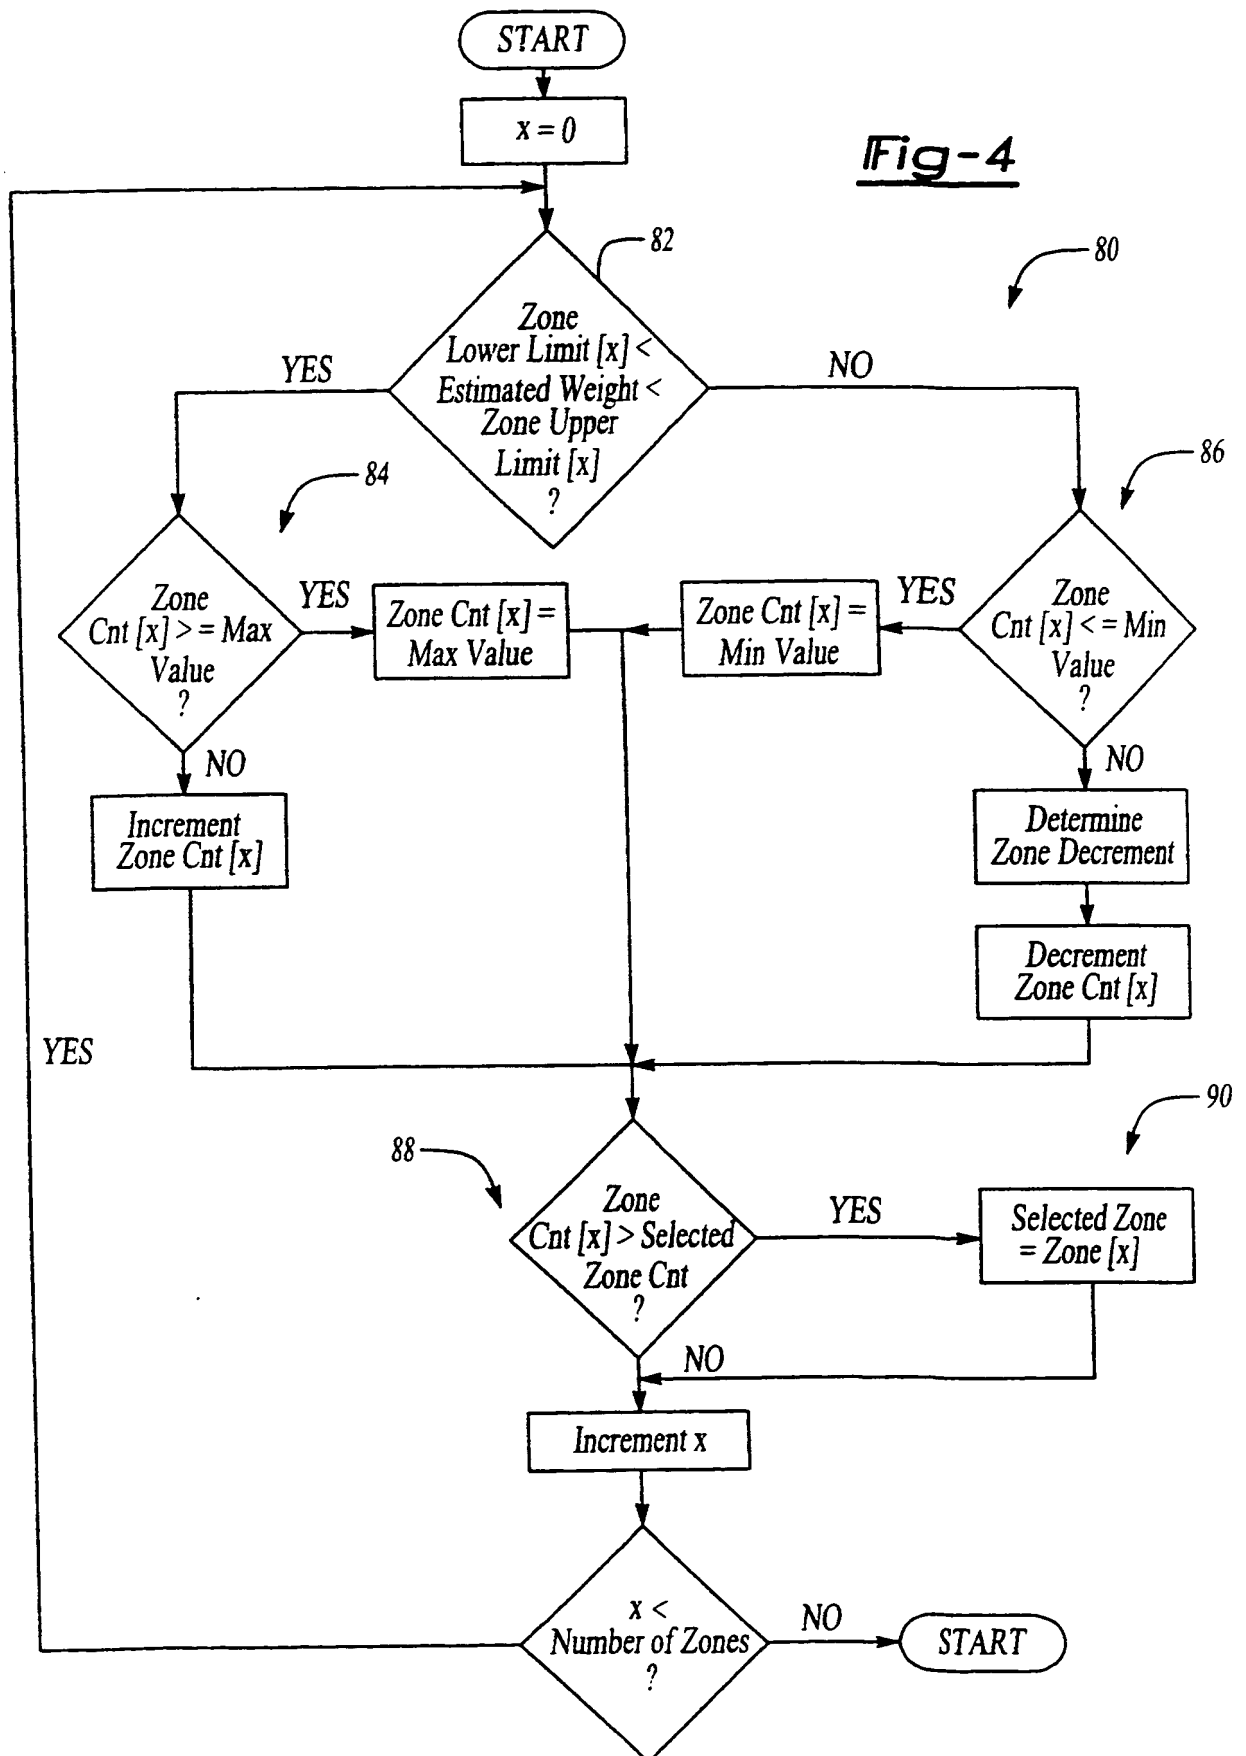 START
x = 0
Fig-4
82
80
Zone
Lower Limit [x] <
Estimated Weight <
Zone Upper
Limit [x]
?
YES
NO
84
86
Zone
Cnt [x] > = Max
Value
?
YES
Zone Cnt [x] =
Max Value
Zone Cnt [x] =
Min Value
YES
Zone
Cnt [x] < = Min
Value
?
NO
NO
Increment
Zone Cnt [x]
Determine
Zone Decrement
Decrement
Zone Cnt [x]
YES
90
88
Zone
Cnt [x] > Selected
Zone Cnt
?
YES
Selected Zone
= Zone [x]
NO
Increment x
x <
Number of Zones
?
NO
START